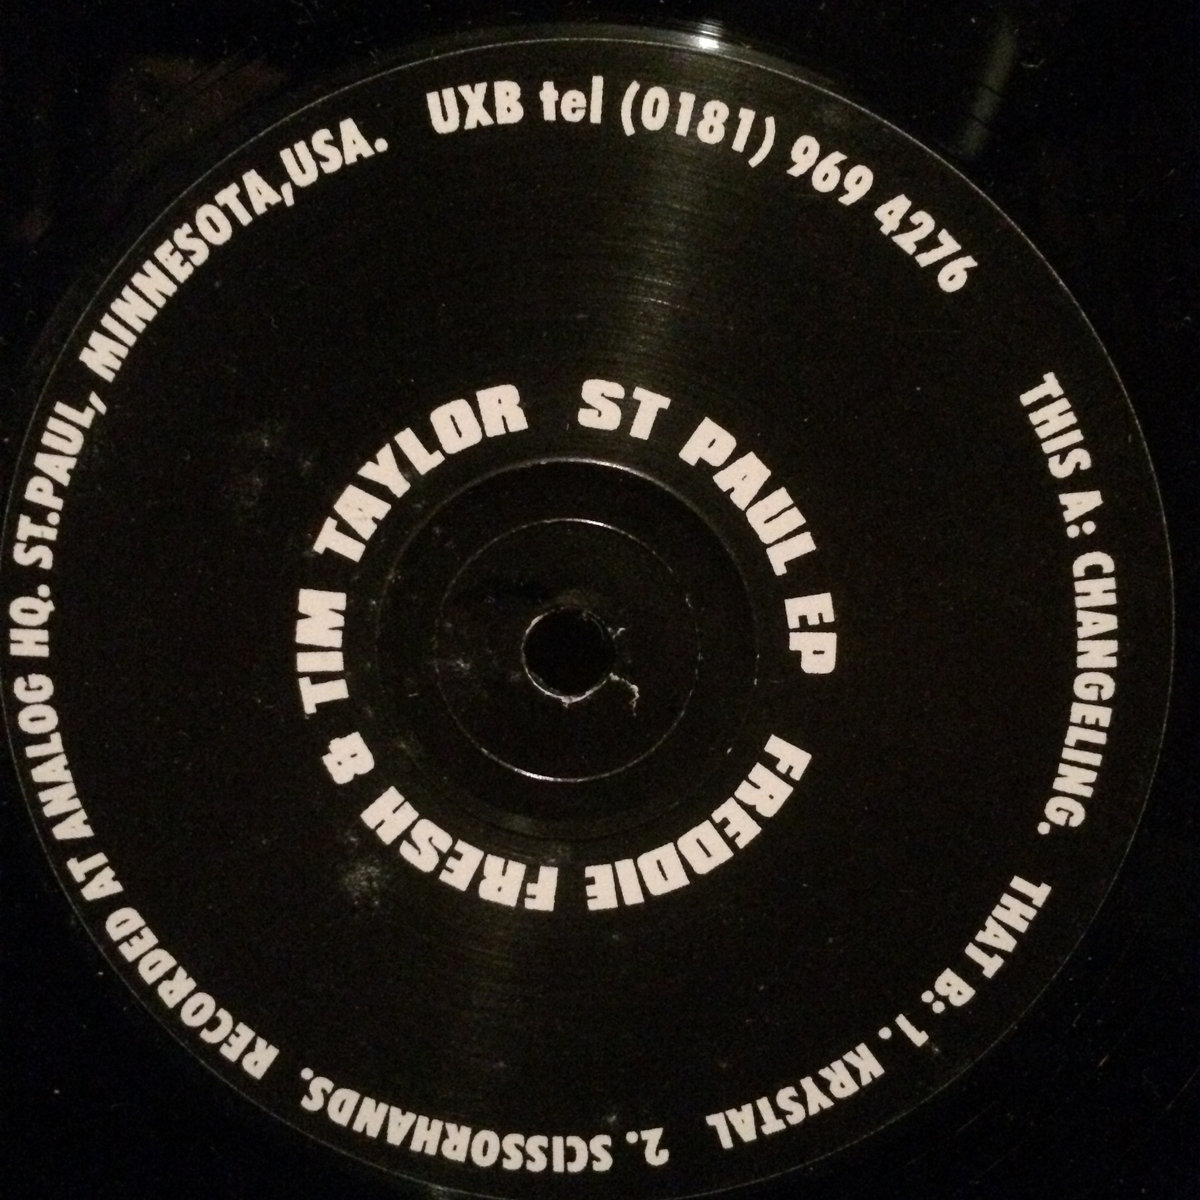 UXB tel (0181) 969 4276
THIS A: CHANGELING. THAT B: 1. KRYSTAL 2. SCISSORHANDS. RECORDED AT ANALOG HQ. ST.PAUL, MINNESOTA,USA.
ST PAUL EP
FREDDIE FRESH & TIM TAYLOR